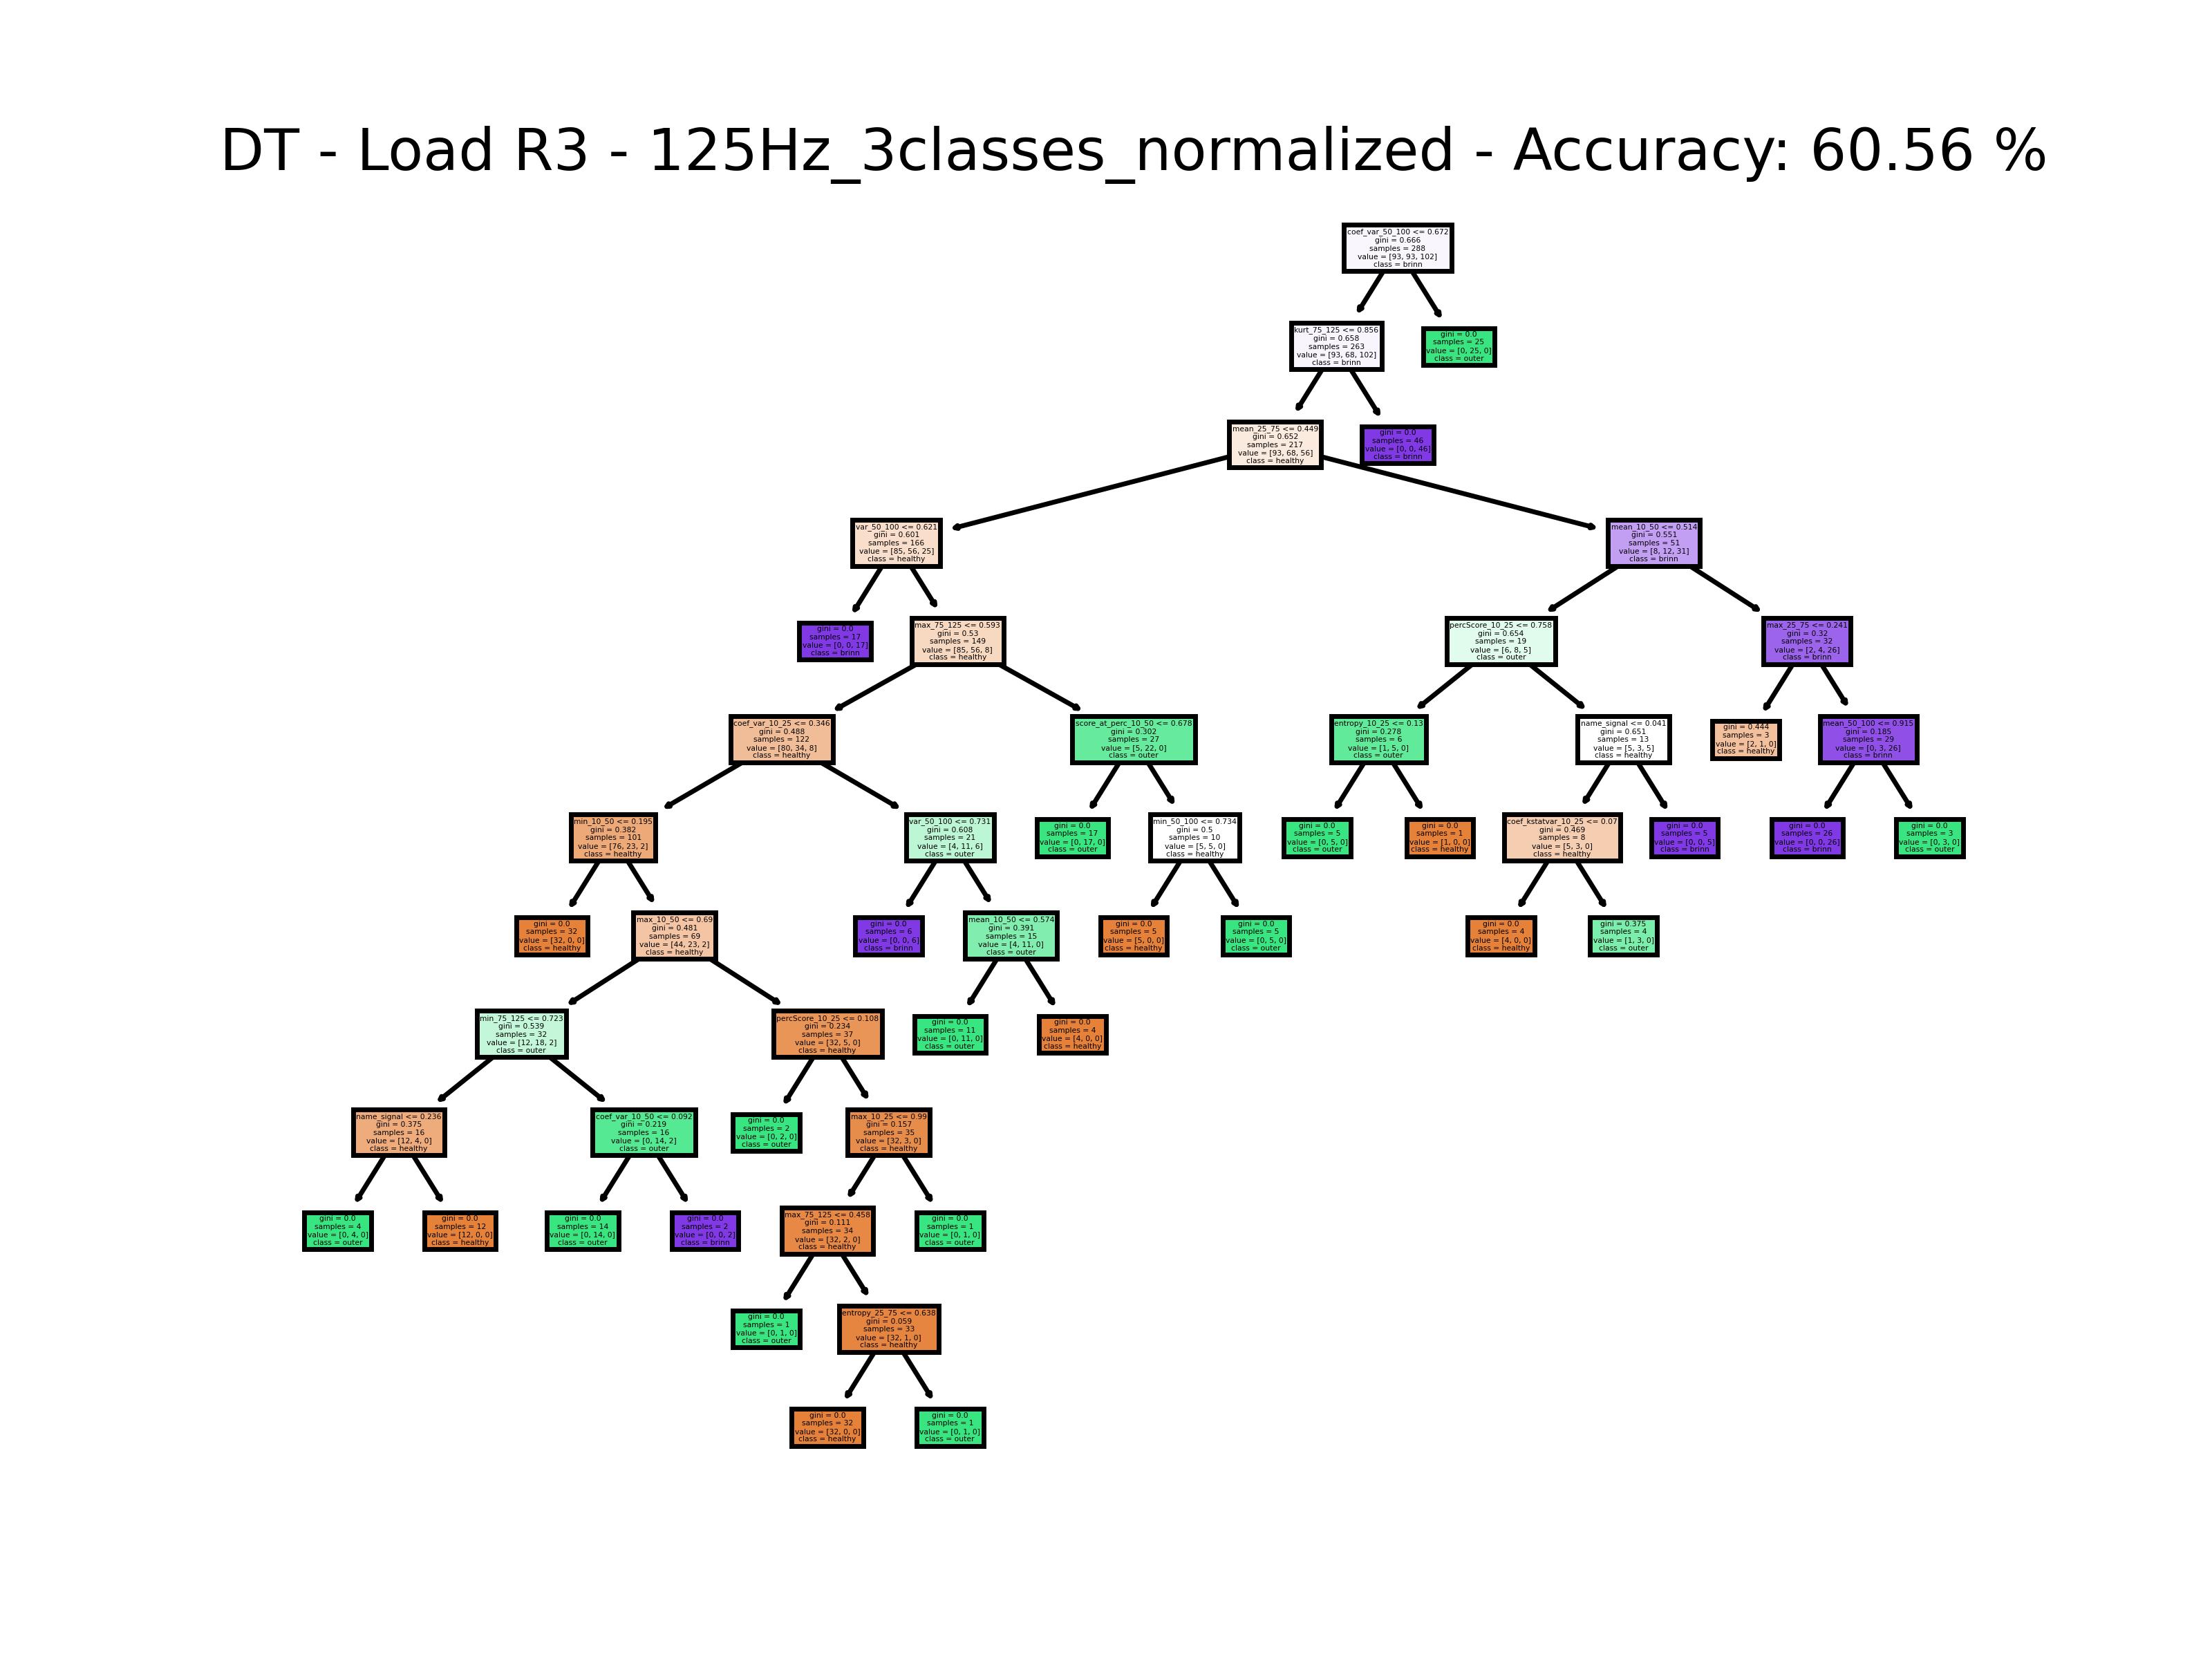 DT - Load R3 - 125Hz_3classes_normalized - Accuracy: 60.56 %
coef_var_50_100 <= 0.672
gini = 0.666
samples = 288
value = [93, 93, 102]
class = brinn
kurt_75_125 <= 0.856
gini = 0.658
samples = 263
value = [93, 68, 102]
class = brinn
gini = 0.0
samples = 25
value = [0, 25, 0]
class = outer
mean_25_75 <= 0.449
gini = 0.652
samples = 217
value = [93, 68, 56]
class = healthy
gini = 0.0
samples = 46
value = [0, 0, 46]
class = brinn
var_50_100 <= 0.621
gini = 0.601
samples = 166
value = [85, 56, 25]
class = healthy
mean_10_50 <= 0.514
gini = 0.551
samples = 51
value = [8, 12, 31]
class = brinn
gini = 0.0
samples = 17
value = [0, 0, 17]
class = brinn
max_75_125 <= 0.593
gini = 0.53
samples = 149
value = [85, 56, 8]
class = healthy
percScore_10_25 <= 0.758
gini = 0.654
samples = 19
value = [6, 8, 5]
class = outer
max_25_75 <= 0.241
gini = 0.32
samples = 32
value = [2, 4, 26]
class = brinn
coef_var_10_25 <= 0.346
gini = 0.488
samples = 122
value = [80, 34, 8]
class = healthy
score_at_perc_10_50 <= 0.678
gini = 0.302
samples = 27
value = [5, 22, 0]
class = outer
entropy_10_25 <= 0.13
gini = 0.278
samples = 6
value = [1, 5, 0]
class = outer
name_signal <= 0.041
gini = 0.651
samples = 13
value = [5, 3, 5]
class = healthy
gini = 0.444
samples = 3
value = [2, 1, 0]
class = healthy
mean_50_100 <= 0.915
gini = 0.185
samples = 29
value = [0, 3, 26]
class = brinn
min_10_50 <= 0.195
gini = 0.382
samples = 101
value = [76, 23, 2]
class = healthy
var_50_100 <= 0.731
gini = 0.608
samples = 21
value = [4, 11, 6]
class = outer
gini = 0.0
samples = 17
value = [0, 17, 0]
class = outer
min_50_100 <= 0.734
gini = 0.5
samples = 10
value = [5, 5, 0]
class = healthy
gini = 0.0
samples = 5
value = [0, 5, 0]
class = outer
gini = 0.0
samples = 1
value = [1, 0, 0]
class = healthy
coef_kstatvar_10_25 <= 0.07
gini = 0.469
samples = 8
value = [5, 3, 0]
class = healthy
gini = 0.0
samples = 5
value = [0, 0, 5]
class = brinn
gini = 0.0
samples = 26
value = [0, 0, 26]
class = brinn
gini = 0.0
samples = 3
value = [0, 3, 0]
class = outer
gini = 0.0
samples = 32
value = [32, 0, 0]
class = healthy
max_10_50 <= 0.69
gini = 0.481
samples = 69
value = [44, 23, 2]
class = healthy
gini = 0.0
samples = 6
value = [0, 0, 6]
class = brinn
mean_10_50 <= 0.574
gini = 0.391
samples = 15
value = [4, 11, 0]
class = outer
gini = 0.0
samples = 5
value = [5, 0, 0]
class = healthy
gini = 0.0
samples = 5
value = [0, 5, 0]
class = outer
gini = 0.0
samples = 4
value = [4, 0, 0]
class = healthy
gini = 0.375
samples = 4
value = [1, 3, 0]
class = outer
min_75_125 <= 0.723
gini = 0.539
samples = 32
value = [12, 18, 2]
class = outer
percScore_10_25 <= 0.108
gini = 0.234
samples = 37
value = [32, 5, 0]
class = healthy
gini = 0.0
samples = 11
value = [0, 11, 0]
class = outer
gini = 0.0
samples = 4
value = [4, 0, 0]
class = healthy
name_signal <= 0.236
gini = 0.375
samples = 16
value = [12, 4, 0]
class = healthy
coef_var_10_50 <= 0.092
gini = 0.219
samples = 16
value = [0, 14, 2]
class = outer
gini = 0.0
samples = 2
value = [0, 2, 0]
class = outer
max_10_25 <= 0.99
gini = 0.157
samples = 35
value = [32, 3, 0]
class = healthy
gini = 0.0
samples = 4
value = [0, 4, 0]
class = outer
gini = 0.0
samples = 12
value = [12, 0, 0]
class = healthy
gini = 0.0
samples = 14
value = [0, 14, 0]
class = outer
gini = 0.0
samples = 2
value = [0, 0, 2]
class = brinn
max_75_125 <= 0.458
gini = 0.111
samples = 34
value = [32, 2, 0]
class = healthy
gini = 0.0
samples = 1
value = [0, 1, 0]
class = outer
gini = 0.0
samples = 1
value = [0, 1, 0]
class = outer
entropy_25_75 <= 0.638
gini = 0.059
samples = 33
value = [32, 1, 0]
class = healthy
gini = 0.0
samples = 32
value = [32, 0, 0]
class = healthy
gini = 0.0
samples = 1
value = [0, 1, 0]
class = outer